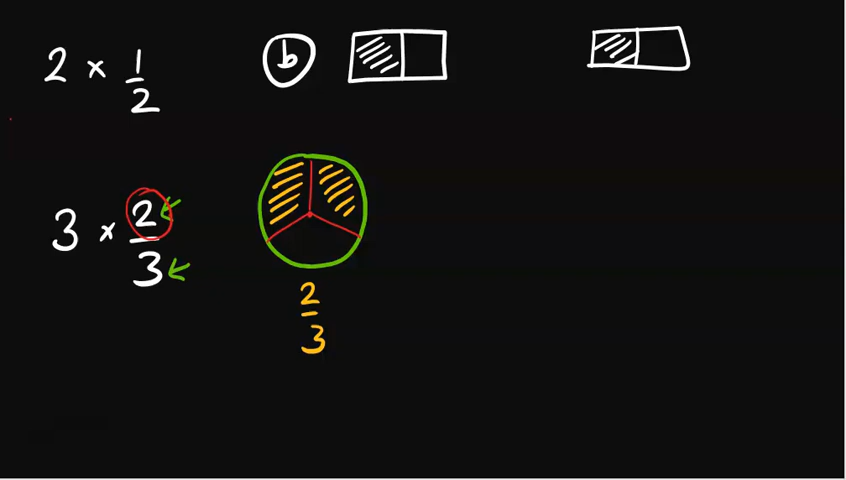 2 × 1/2
b
3 × 2/3
2/3